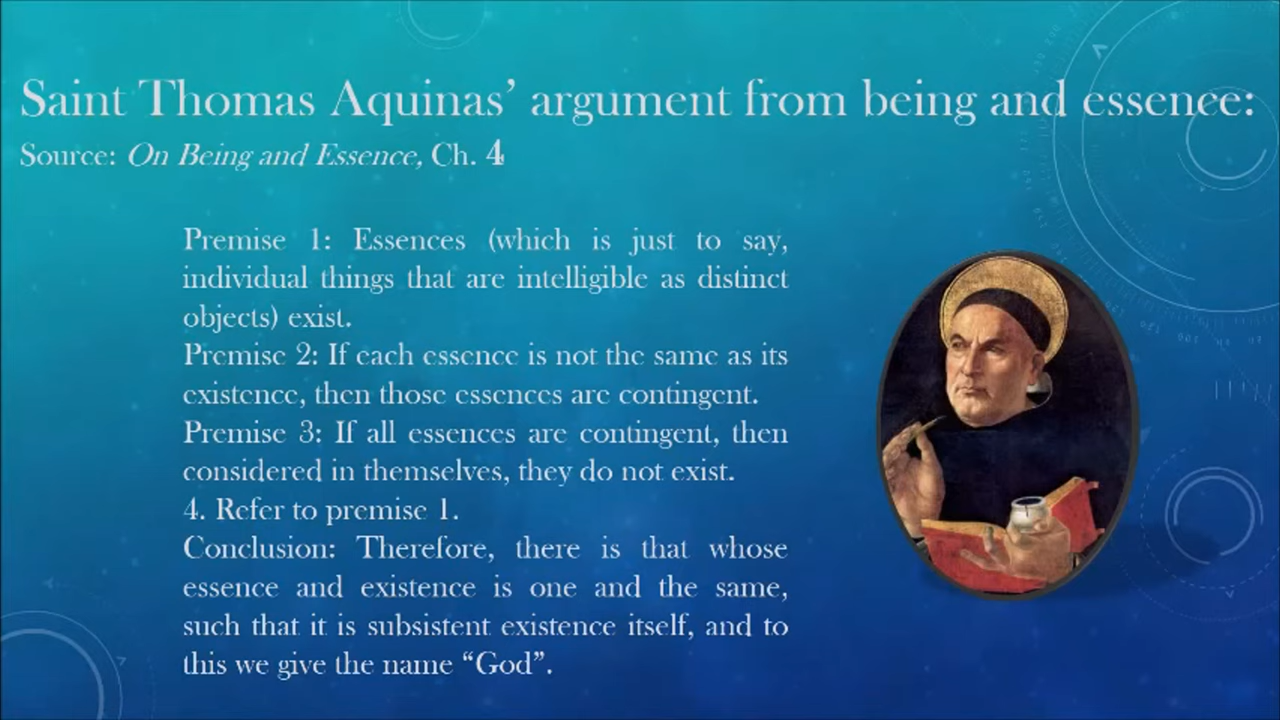 Saint Thomas Aquinas’ argument from being and essence:
Source: On Being and Essence, Ch. 4
Premise 1: Essences (which is just to say,
individual things that are intelligible as distinct
objects) exist.
Premise 2: If each essence is not the same as its
existence, then those essences are contingent.
Premise 3: If all essences are contingent, then
considered in themselves, they do not exist.
4. Refer to premise 1.
Conclusion: Therefore, there is that whose
essence and existence is one and the same,
such that it is subsistent existence itself, and to
this we give the name “God”.